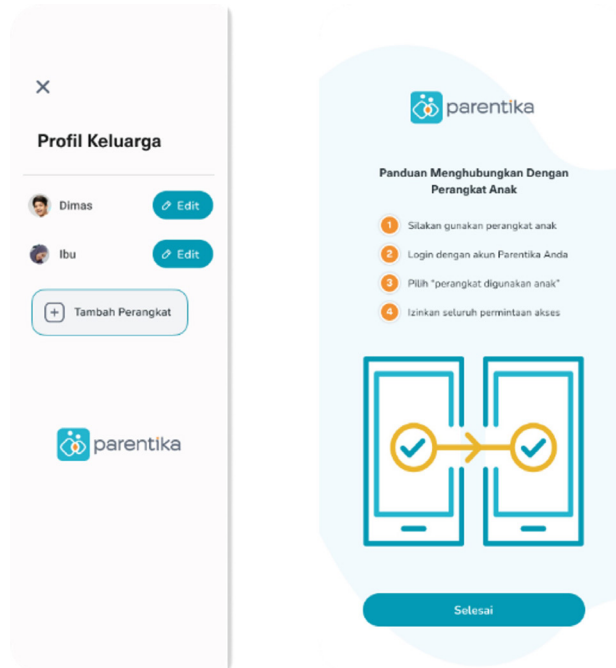 Profil Keluarga
Dimas
Edit
Ibu
Edit
Tambah Perangkat
parentika
parentika
Panduan Menghubungkan Dengan
Perangkat Anak
1 Silakan gunakan perangkat anak
2 Login dengan akun Parentika Anda
3 Pilih "perangkat digunakan anak"
4 Izinkan seluruh permintaan akses
Selesai